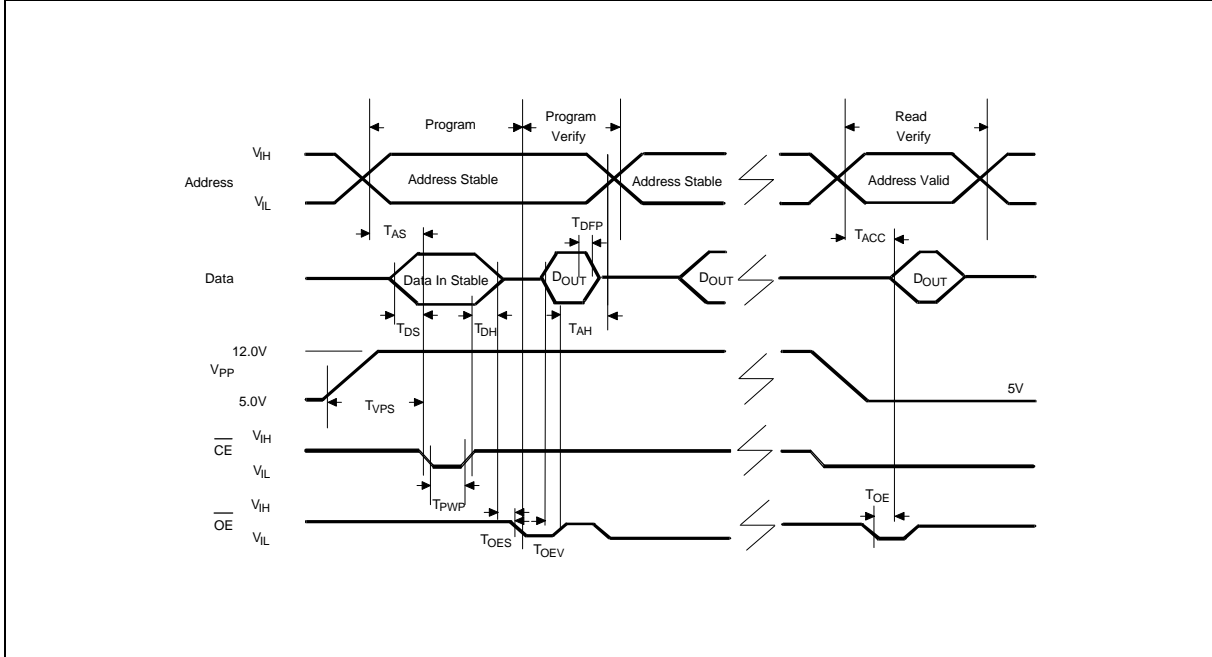 Program
Program
Verify
Read
Verify
VIH
Address
VIL
Address Stable
Address Stable
Address Valid
TAS
TDFP
TACC
Data
Data In Stable
DOUT
DOUT
DOUT
TDS
TDH
TAH
12.0V
VPP
5.0V
TVPS
5V
VIH
CE
VIL
TPWP
TOE
VIH
OE
VIL
TOES
TOEV